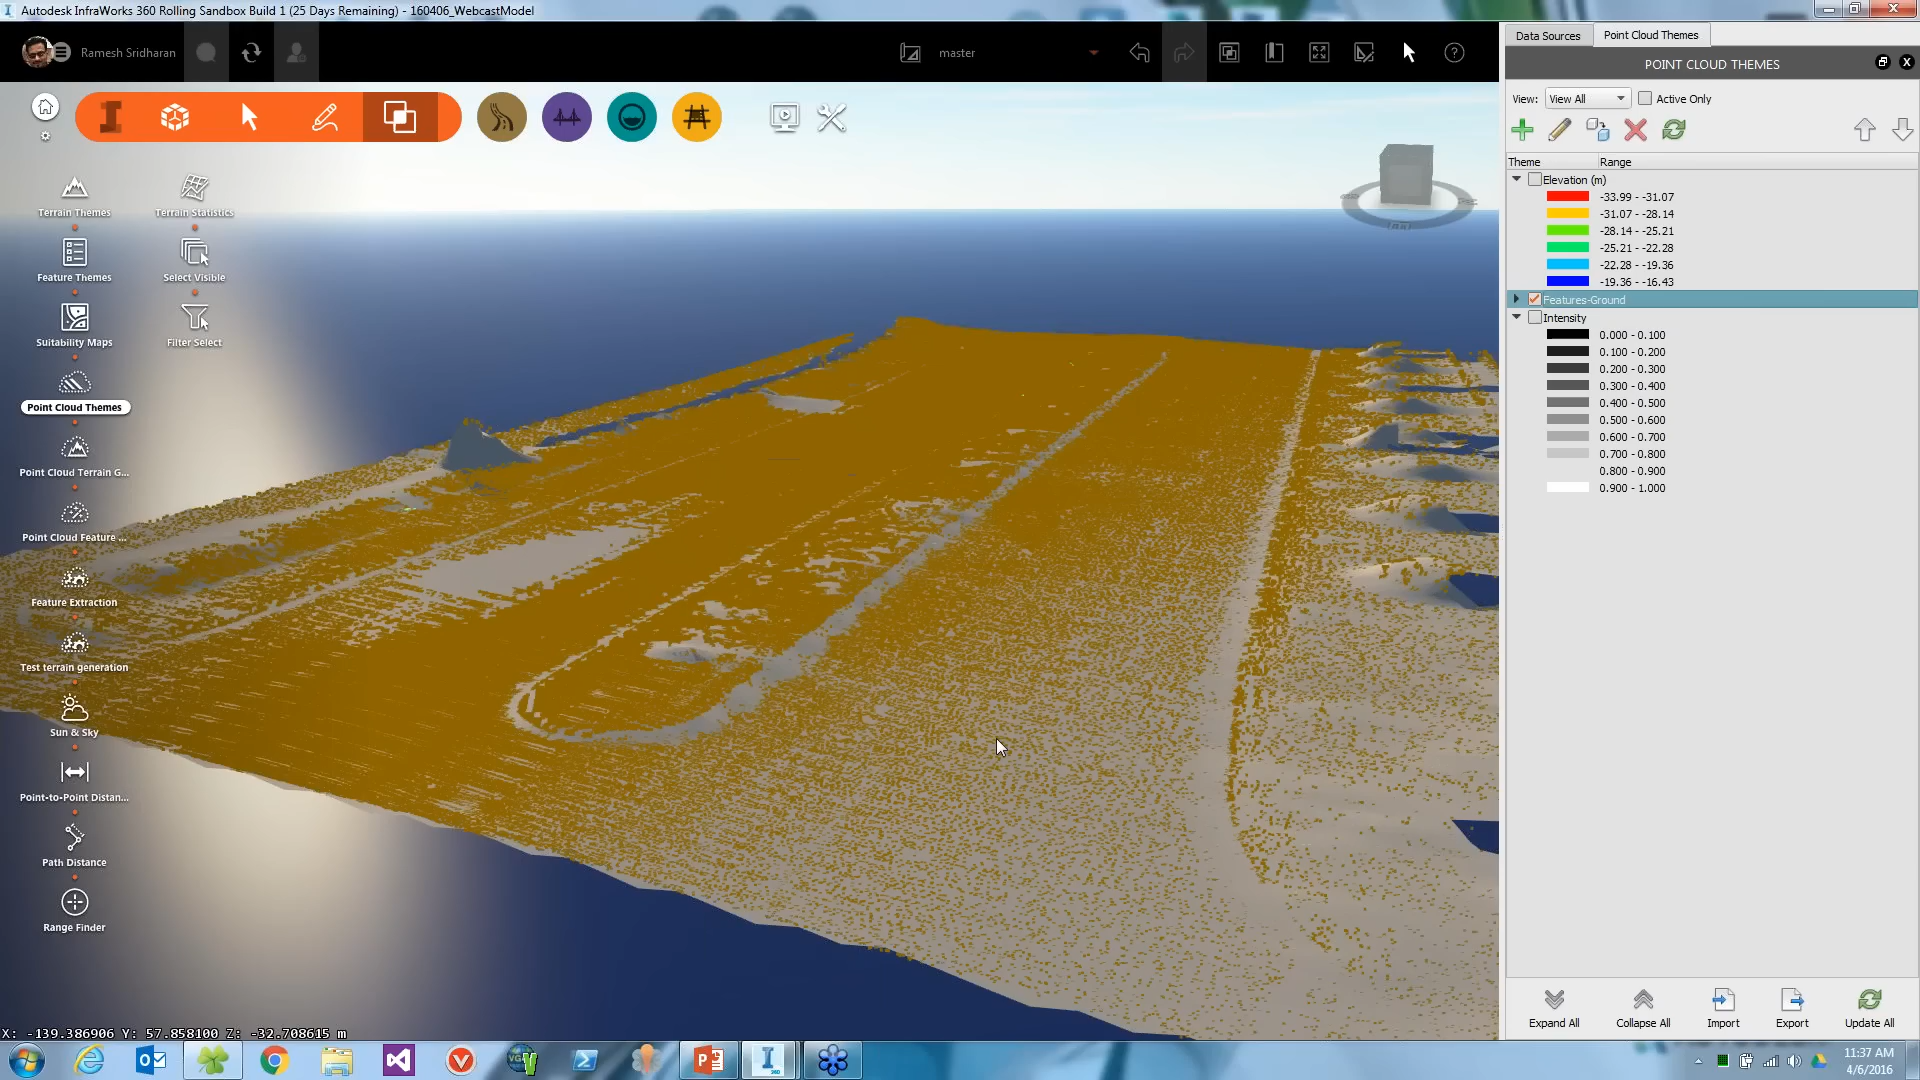 Autodesk InfraWorks 360 Rolling Sandbox Build 1 (25 Days Remaining) - 160406_WebcastModel
Ramesh Sridharan
master
Terrain Themes
Terrain Statistics
Feature Themes
Select Visible
Suitability Maps
Filter Select
Point Cloud Themes
Point Cloud Terrain G...
Point Cloud Feature ...
Feature Extraction
Test terrain generation
Sun & Sky
Point-to-Point Distan...
Path Distance
Range Finder
X: -139.386906 Y: 57.858100 Z: -32.708615 m
Data Sources
Point Cloud Themes
POINT CLOUD THEMES
View: View All Active Only
Theme Range
Elevation (m)
-33.99 - -31.07
-31.07 - -28.14
-28.14 - -25.21
-25.21 - -22.28
-22.28 - -19.36
-19.36 - -16.43
Features-Ground
Intensity
0.000 - 0.100
0.100 - 0.200
0.200 - 0.300
0.300 - 0.400
0.400 - 0.500
0.500 - 0.600
0.600 - 0.700
0.700 - 0.800
0.800 - 0.900
0.900 - 1.000
Expand All
Collapse All
Import
Export
Update All
11:37 AM
4/6/2016